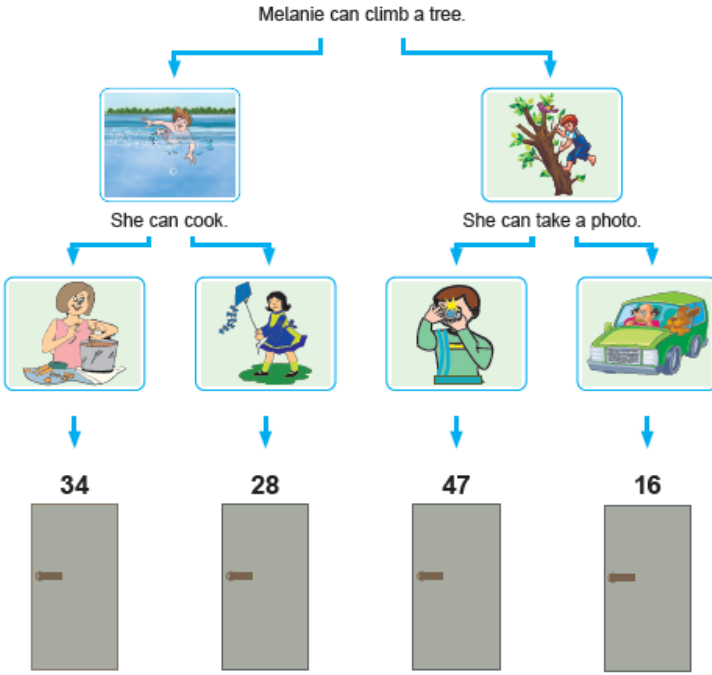 Melanie can climb a tree.
She can cook.
She can take a photo.
34
28
47
16